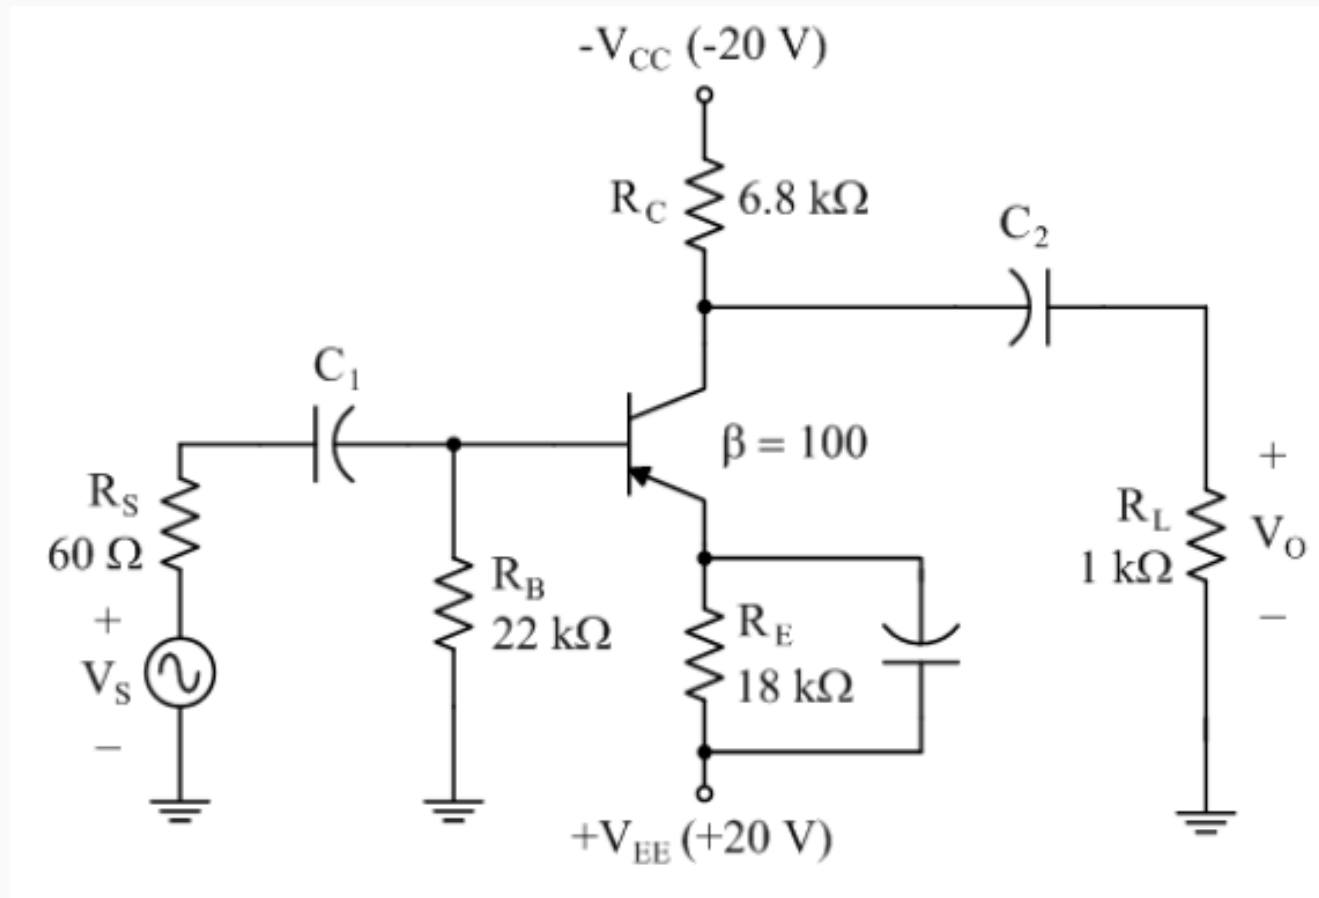 -V_CC (-20 V)
R_C
6.8 kΩ
C_2
C_1
β = 100
R_S
60 Ω
+
V_S
−
R_B
22 kΩ
R_E
18 kΩ
R_L
1 kΩ
+
V_O
−
+V_EE (+20 V)